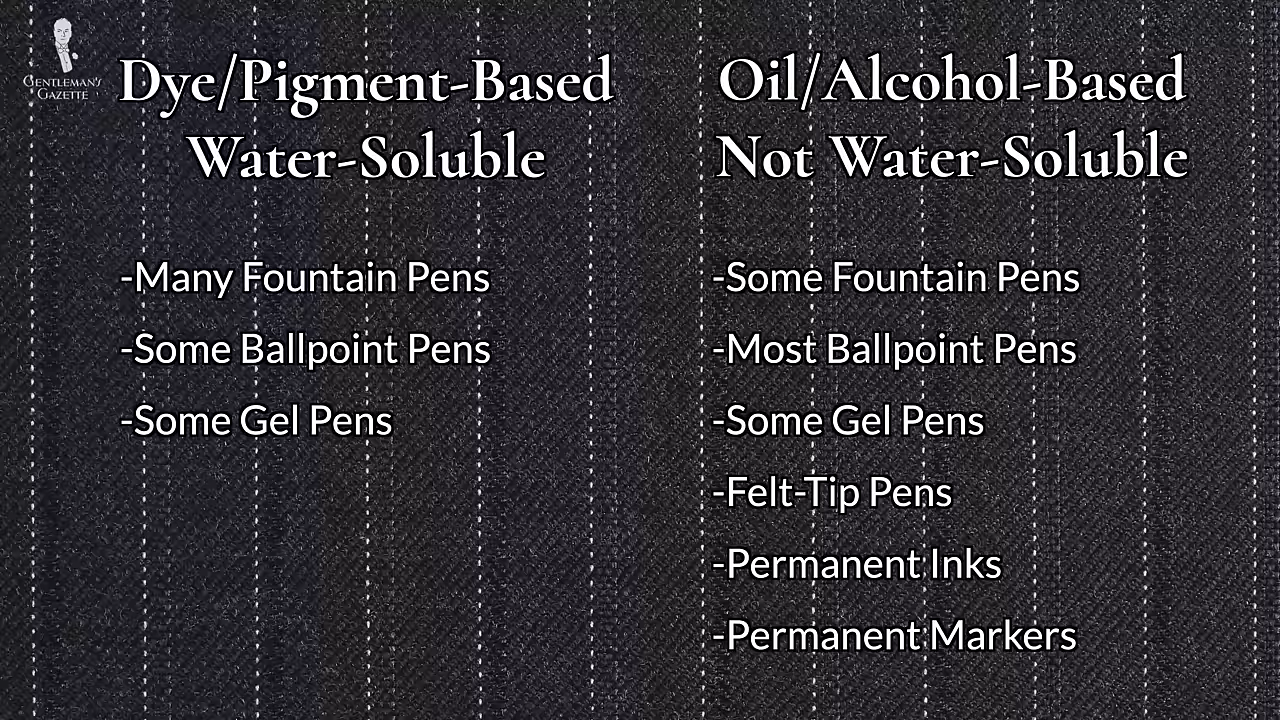 GENTLEMAN'S
GAZETTE
Dye/Pigment-Based
Water-Soluble
-Many Fountain Pens
-Some Ballpoint Pens
-Some Gel Pens
Oil/Alcohol-Based
Not Water-Soluble
-Some Fountain Pens
-Most Ballpoint Pens
-Some Gel Pens
-Felt-Tip Pens
-Permanent Inks
-Permanent Markers